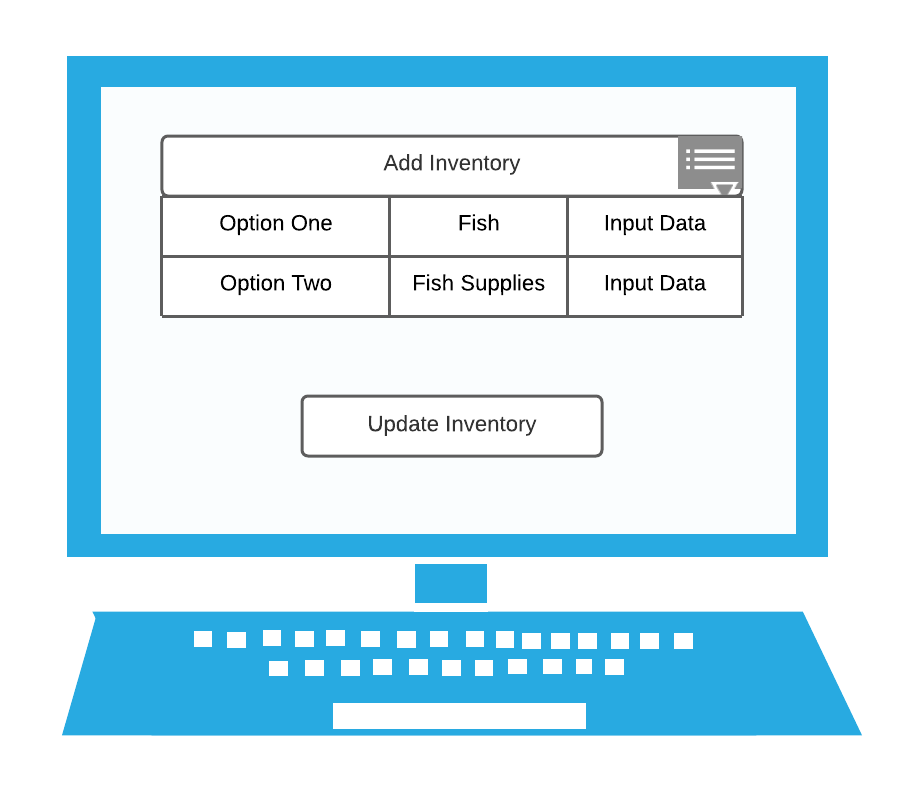 Add Inventory
Option One Fish Input Data
Option Two Fish Supplies Input Data
Update Inventory